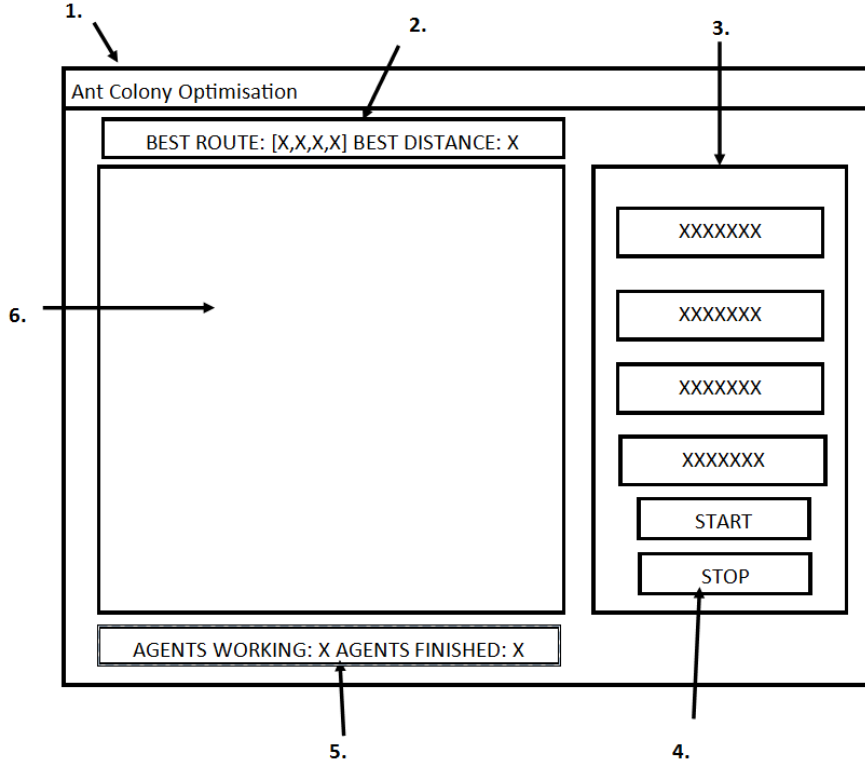 1.
2.
3.
Ant Colony Optimisation
BEST ROUTE: [X,X,X,X] BEST DISTANCE: X
XXXXXXX
6.
XXXXXXX
XXXXXXX
XXXXXXX
START
STOP
AGENTS WORKING: X AGENTS FINISHED: X
5.
4.